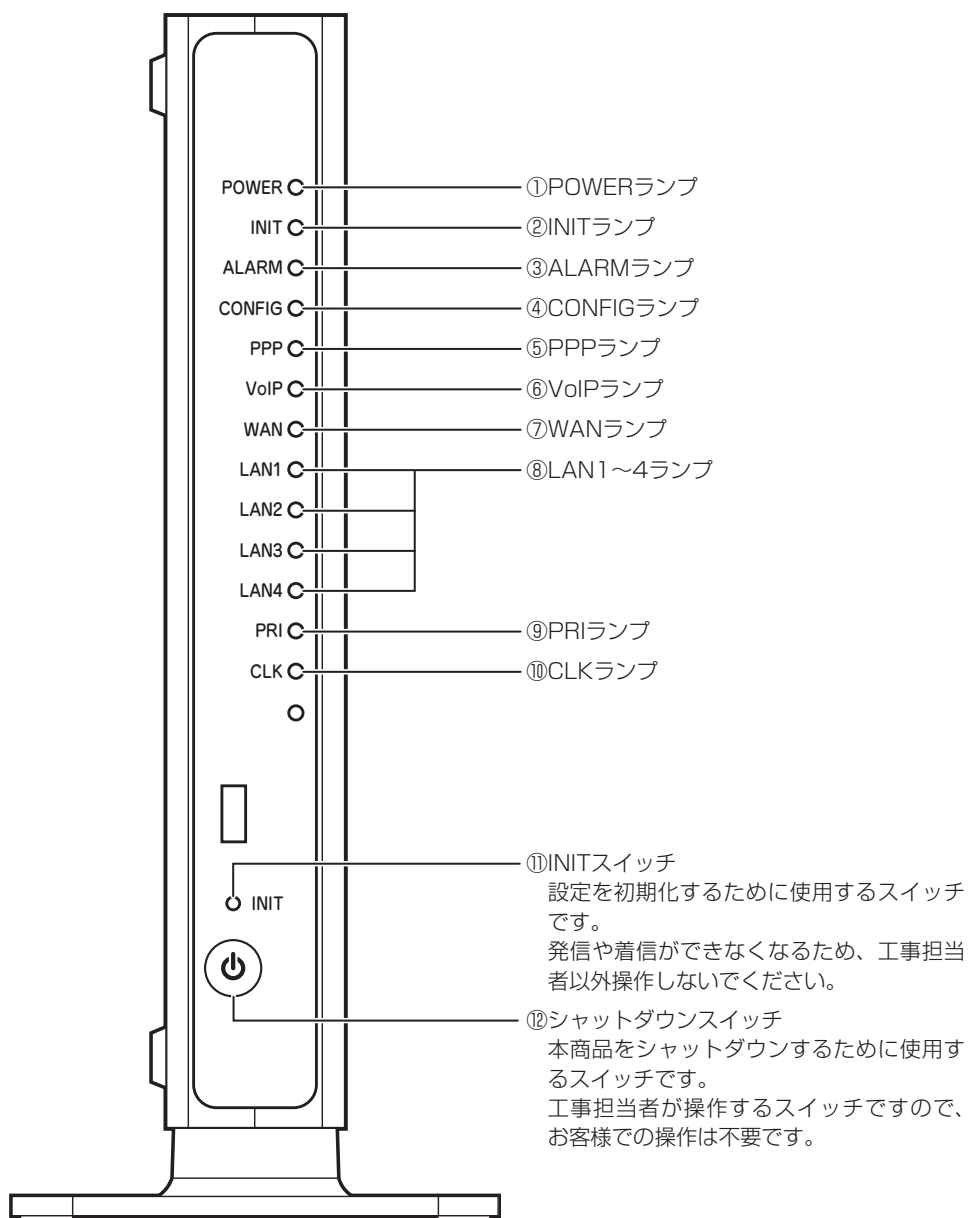 POWER ①POWERランプ
INIT ②INITランプ
ALARM ③ALARMランプ
CONFIG ④CONFIGランプ
PPP ⑤PPPランプ
VoIP ⑥VoIPランプ
WAN ⑦WANランプ
LAN1 ⑧LAN1～4ランプ
LAN2
LAN3
LAN4
PRI ⑨PRIランプ
CLK ⑩CLKランプ
⑪INITスイッチ
設定を初期化するために使用するスイッチ
です。
INIT
発信や着信ができなくなるため、工事担当
者以外操作しないでください。
⑫シャットダウンスイッチ
本商品をシャットダウンするために使用す
るスイッチです。
工事担当者が操作するスイッチですので、
お客様での操作は不要です。